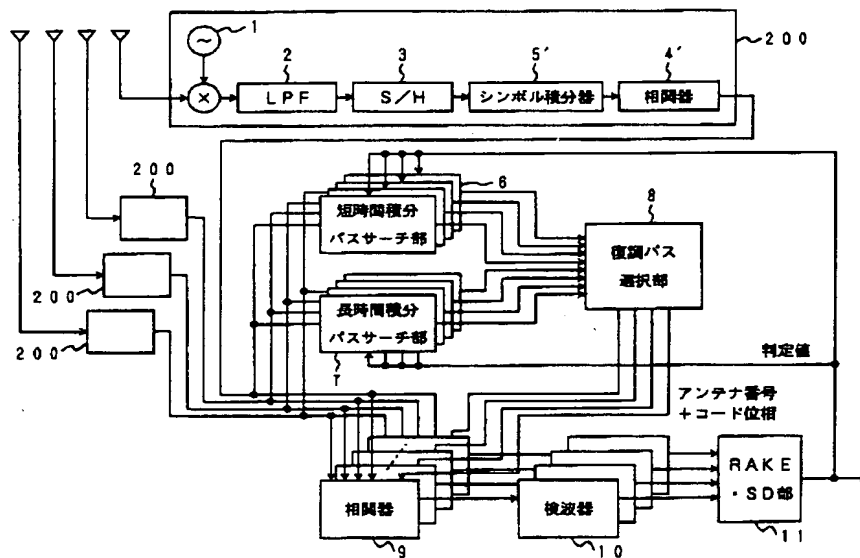 1
2
3
5′
4′
200
LPF
S/H
シンボル積分器
相関器
200
200
200
6
短時間積分
パスサーチ部
8
復調パス
選択部
長時間積分
パスサーチ部
7
判定値
アンテナ番号
+コード位相
相関器
9
検波器
10
RAKE
・SD部
11